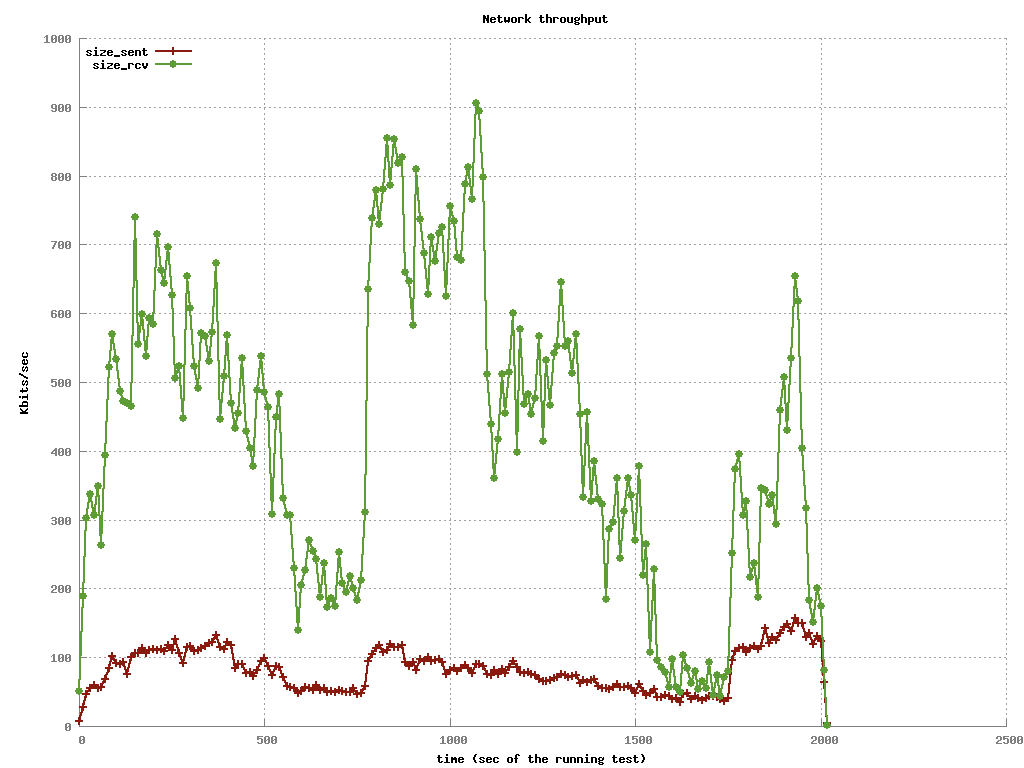 Network throughput
size_sent
size_rcv
1000
900
800
700
600
500
400
300
200
100
0
Kbits/sec
0 500 1000 1500 2000 2500
time (sec of the running test)